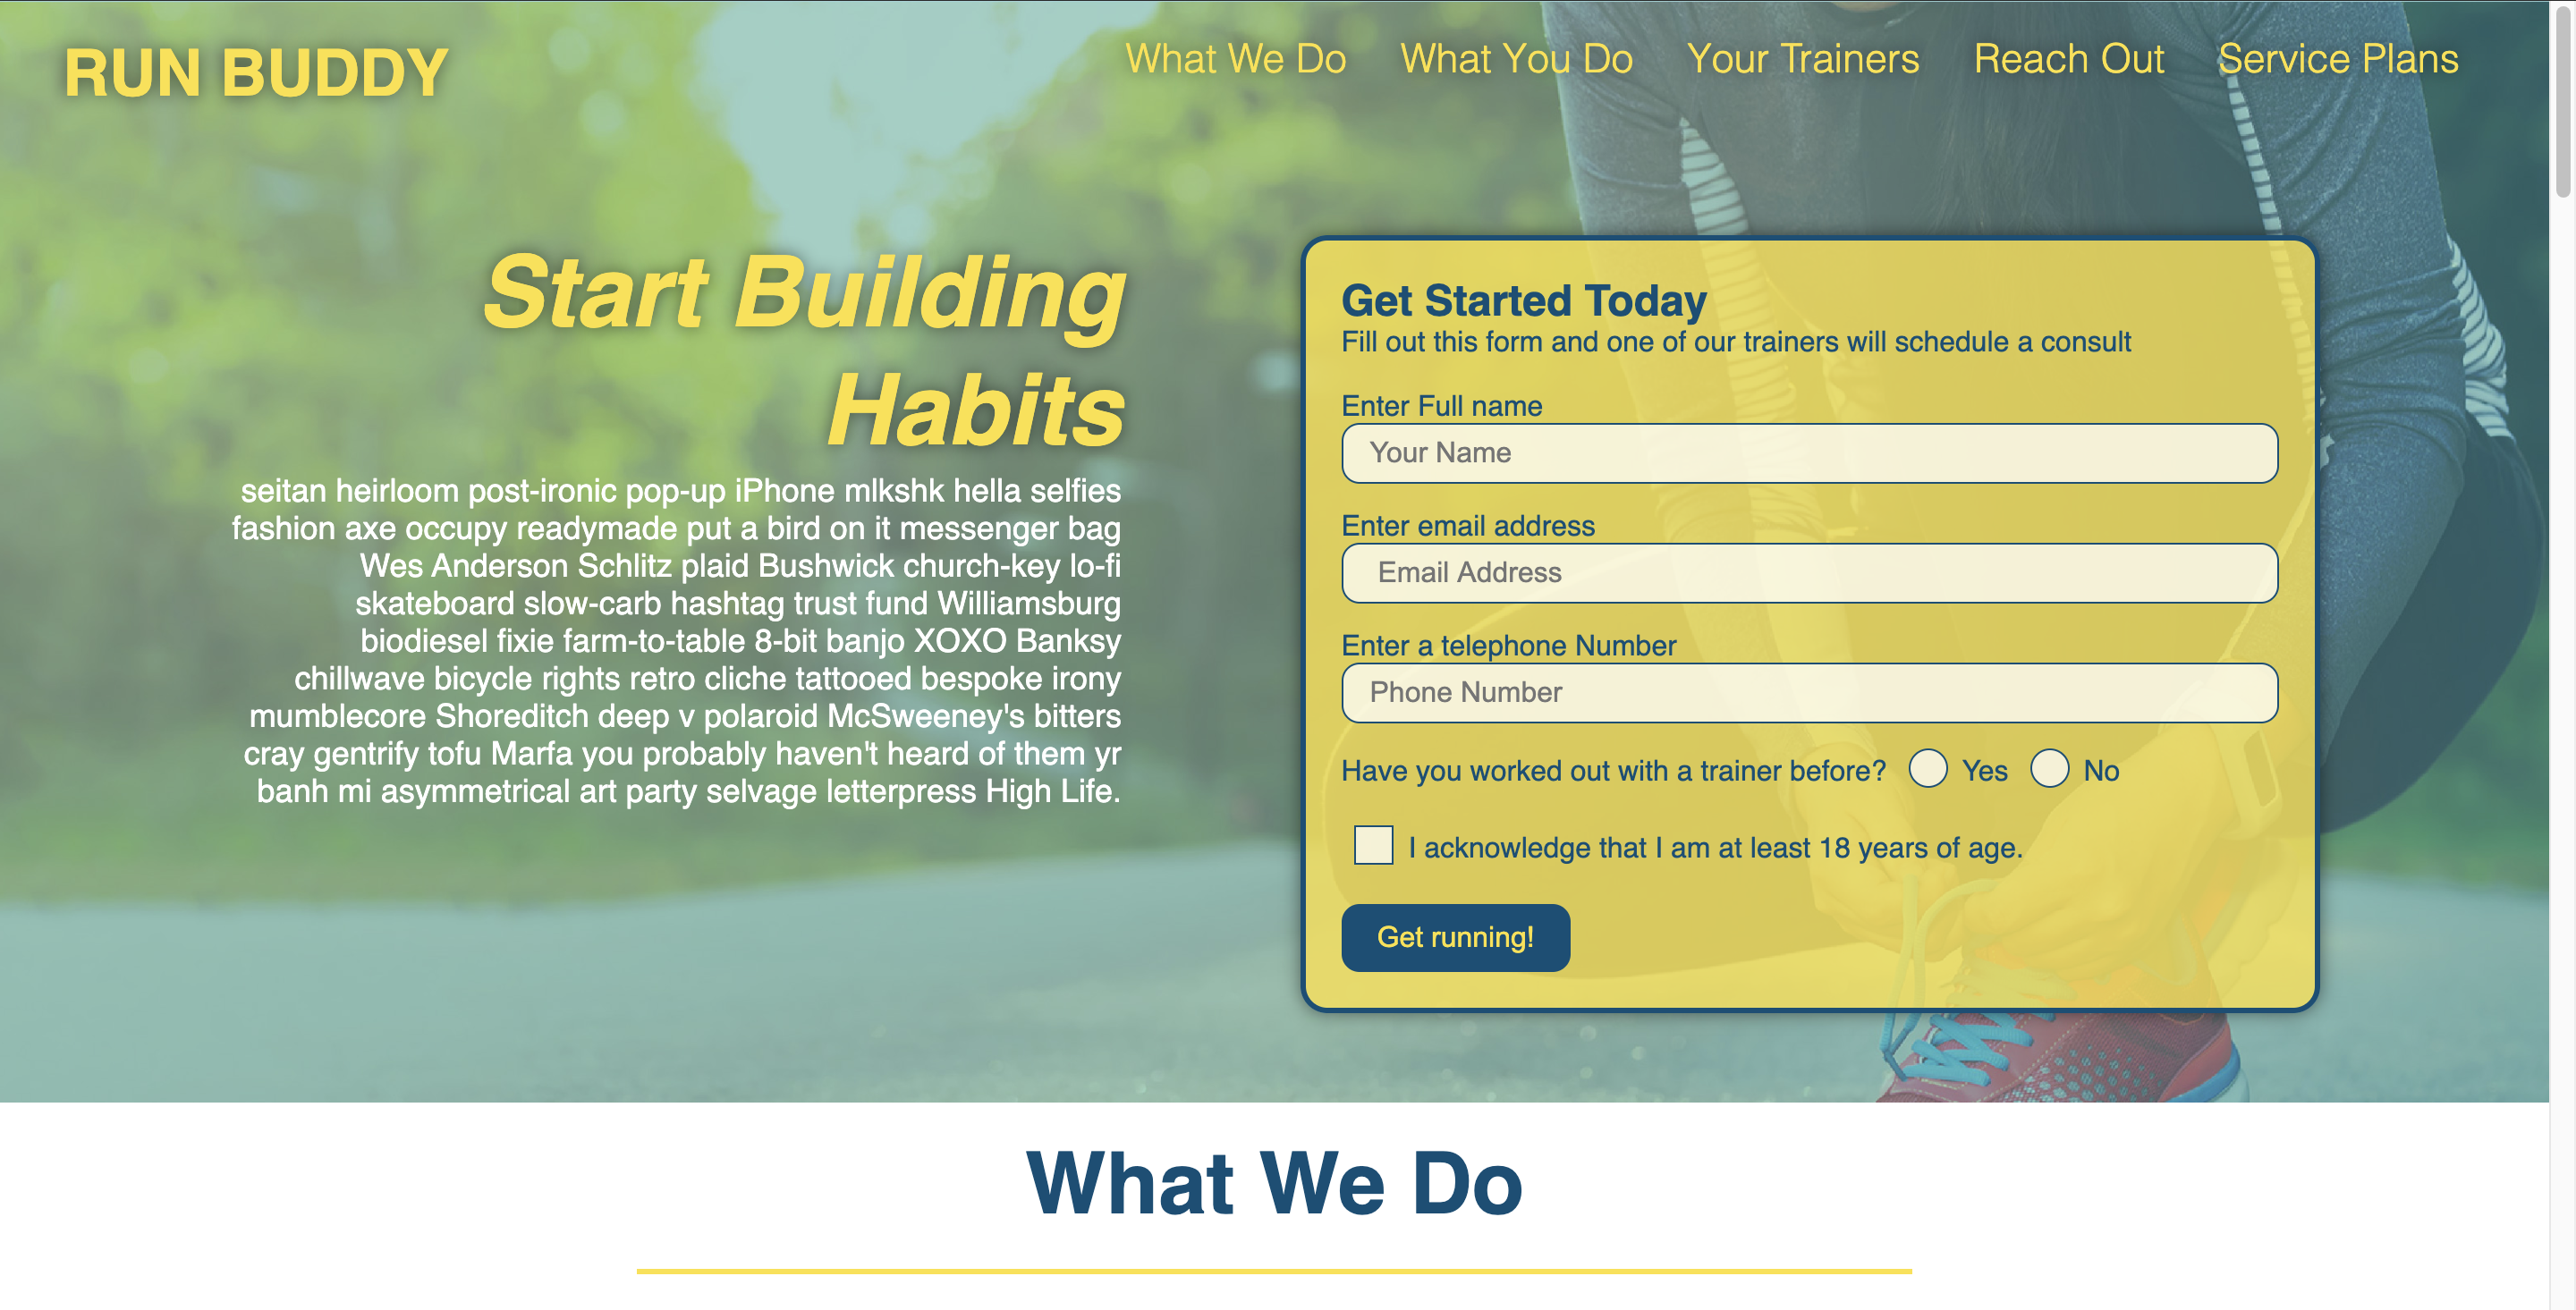 RUN BUDDY
What We Do What You Do Your Trainers Reach Out Service Plans
Start Building
Habits
seitan heirloom post-ironic pop-up iPhone mlkshk hella selfies
fashion axe occupy readymade put a bird on it messenger bag
Wes Anderson Schlitz plaid Bushwick church-key lo-fi
skateboard slow-carb hashtag trust fund Williamsburg
biodiesel fixie farm-to-table 8-bit banjo XOXO Banksy
chillwave bicycle rights retro cliche tattooed bespoke irony
mumblecore Shoreditch deep v polaroid McSweeney's bitters
cray gentrify tofu Marfa you probably haven't heard of them yr
banh mi asymmetrical art party selvage letterpress High Life.
Get Started Today
Fill out this form and one of our trainers will schedule a consult
Enter Full name
Your Name
Enter email address
Email Address
Enter a telephone Number
Phone Number
Have you worked out with a trainer before? Yes No
I acknowledge that I am at least 18 years of age.
Get running!
What We Do